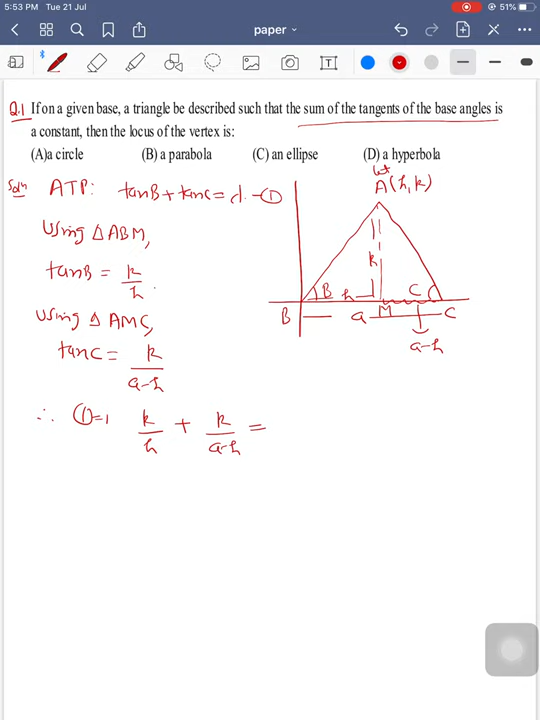 5:53 PM Tue 21 Jul
51%
paper
Q.1 If on a given base, a triangle be described such that the sum of the tangents of the base angles is
a constant, then the locus of the vertex is:
(A)a circle (B) a parabola (C) an ellipse (D) a hyperbola
Soln ATP: tanB + tanC = d. - ①
let
A(h, k)
Using △ABM,
tanB = k/h.
Using △AMC,
tanC = k/(a-h)
k
B h C
B a M C
a-h
∴ ①⇒ k/h + k/(a-h) =